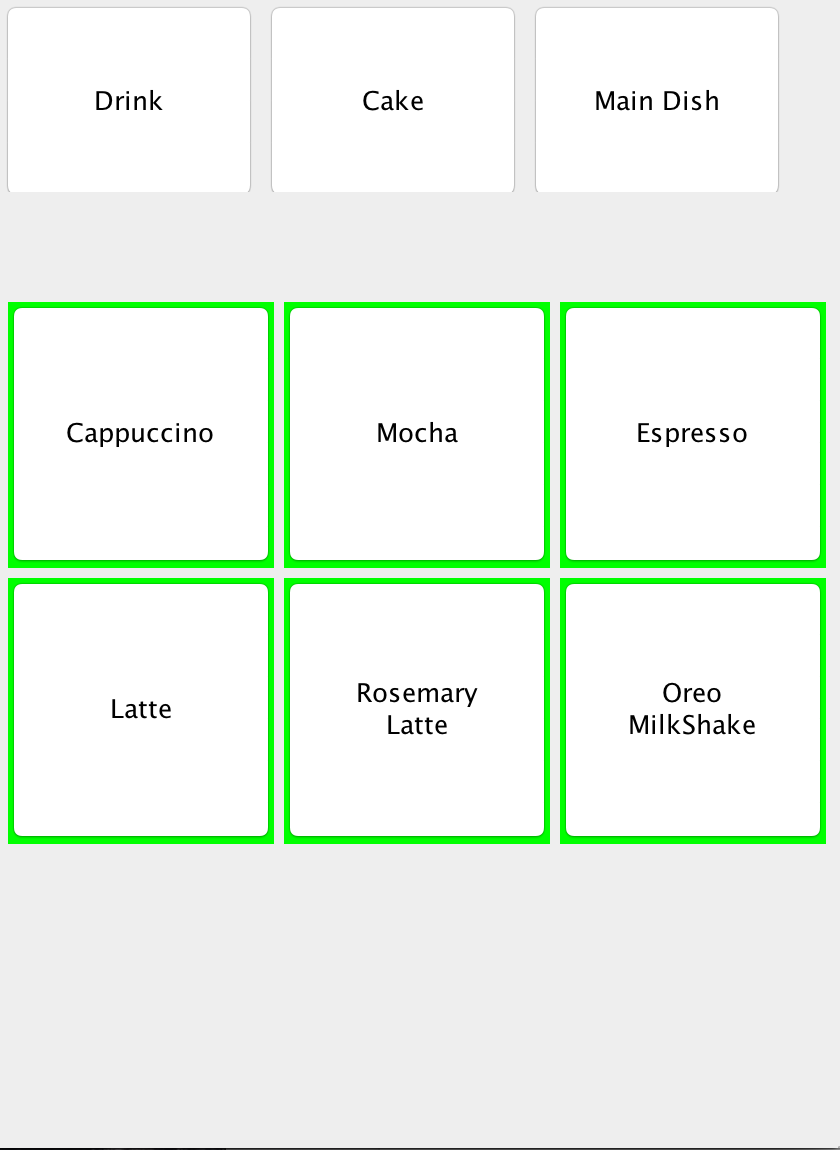 Drink
Cake
Main Dish
Cappuccino
Mocha
Espresso
Latte
Rosemary
Latte
Oreo
MilkShake